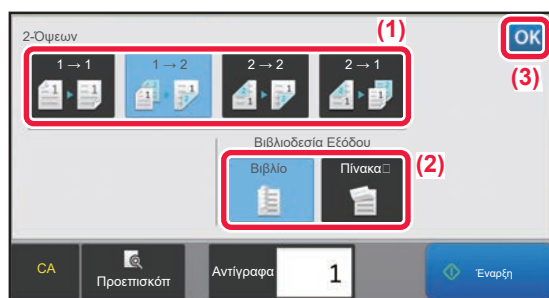 2-Όψεων
(1)
OK
(3)
1 → 1
1 → 2
2 → 2
2 → 1
Βιβλιοδεσία Εξόδου
Βιβλίο
Πίνακα□
(2)
CA
Προεπισκόπ
Αντίγραφα
1
Έναρξη